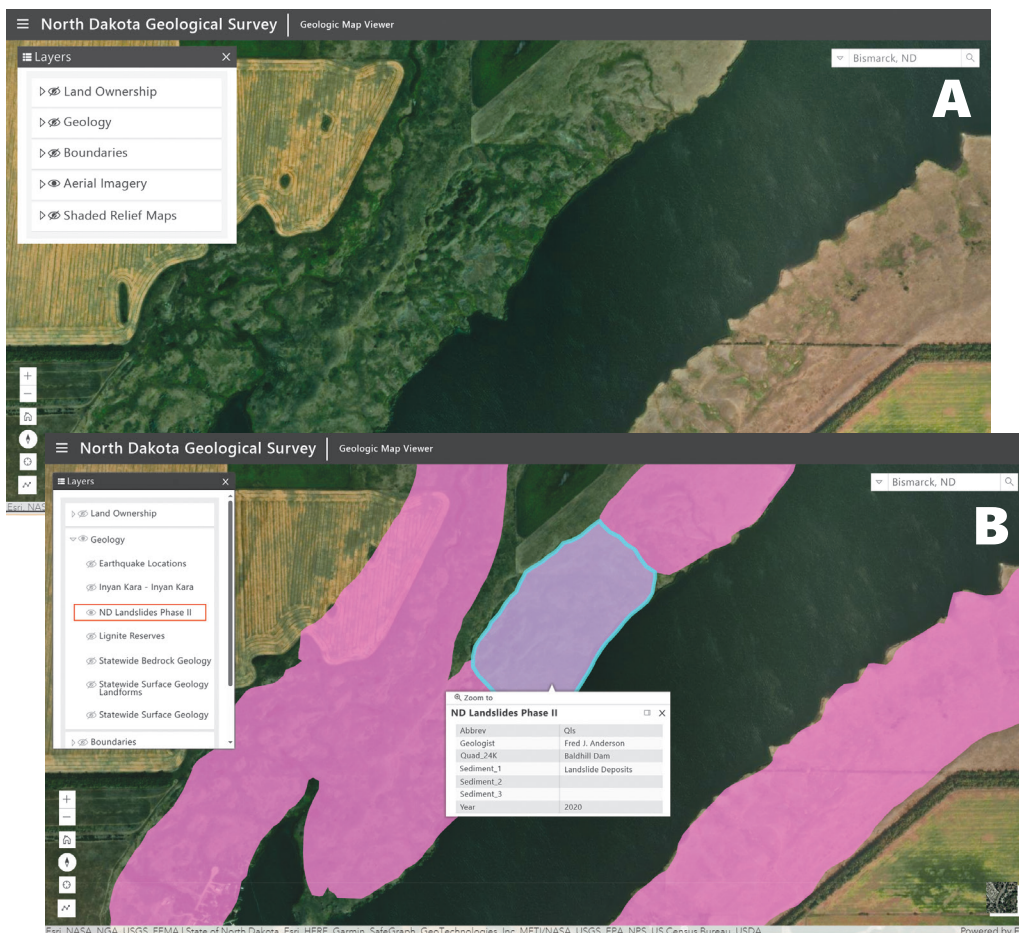 North Dakota Geological Survey
Geologic Map Viewer
Layers
Bismarck, ND
A
Land Ownership
Geology
Boundaries
Aerial Imagery
Shaded Relief Maps
Esri, NAS
North Dakota Geological Survey
Geologic Map Viewer
Layers
Bismarck, ND
B
Land Ownership
Geology
Earthquake Locations
Inyan Kara - Inyan Kara
ND Landslides Phase II
Lignite Reserves
Statewide Bedrock Geology
Statewide Surface Geology
Landforms
Statewide Surface Geology
Boundaries
Zoom to
ND Landslides Phase II
Abbrev Qls
Geologist Fred J. Anderson
Quad_24K Baldhill Dam
Sediment_1 Landslide Deposits
Sediment_2
Sediment_3
Year 2020
Esri, NASA, NGA, USGS, FEMA | State of North Dakota, Esri, HERE, Garmin, SafeGraph, GeoTechnologies, Inc, METI/NASA, USGS, EPA, NPS, US Census Bureau, USDA
Powered by E